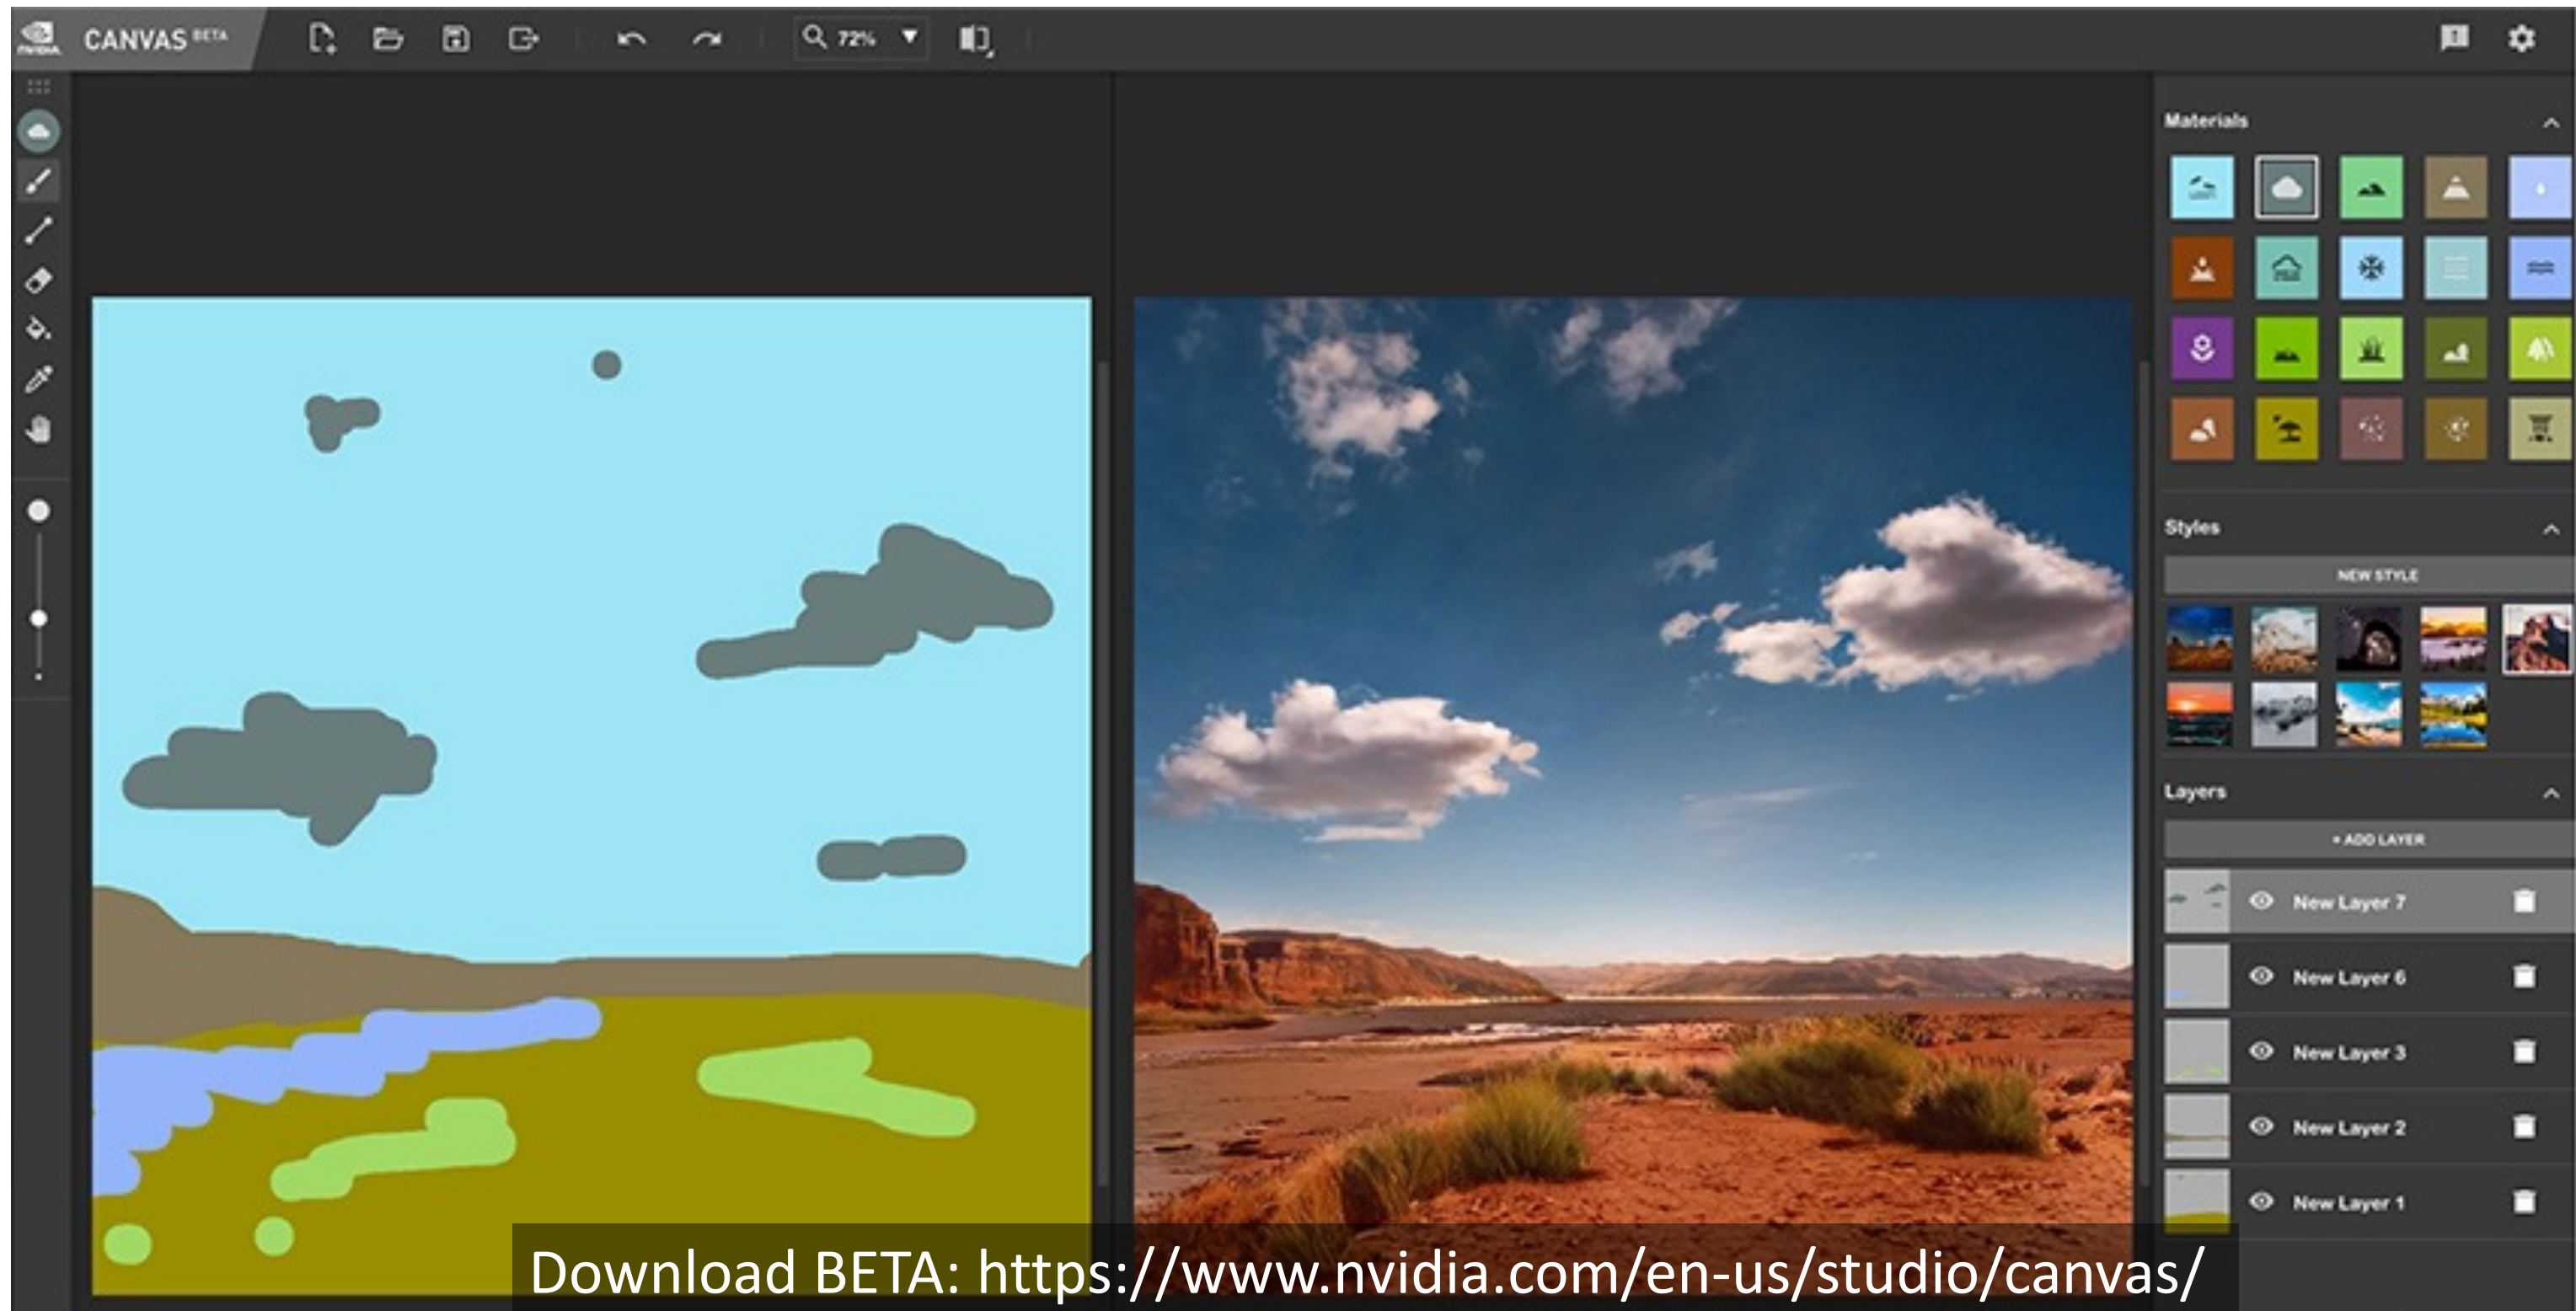 NVIDIA
CANVAS BETA
72%
Materials
Styles
NEW STYLE
Layers
+ ADD LAYER
New Layer 7
New Layer 6
New Layer 3
New Layer 2
New Layer 1
Download BETA: https://www.nvidia.com/en-us/studio/canvas/